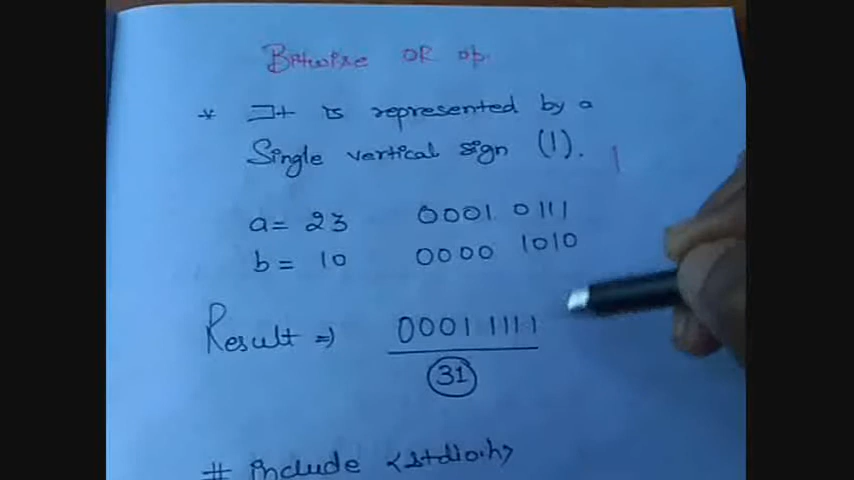 Bitwise OR op.
* It is represented by a
Single vertical sign (|). |
a= 23 0001 0111
b= 10 0000 1010
Result => 0001 1111
31
# include <stdio.h>